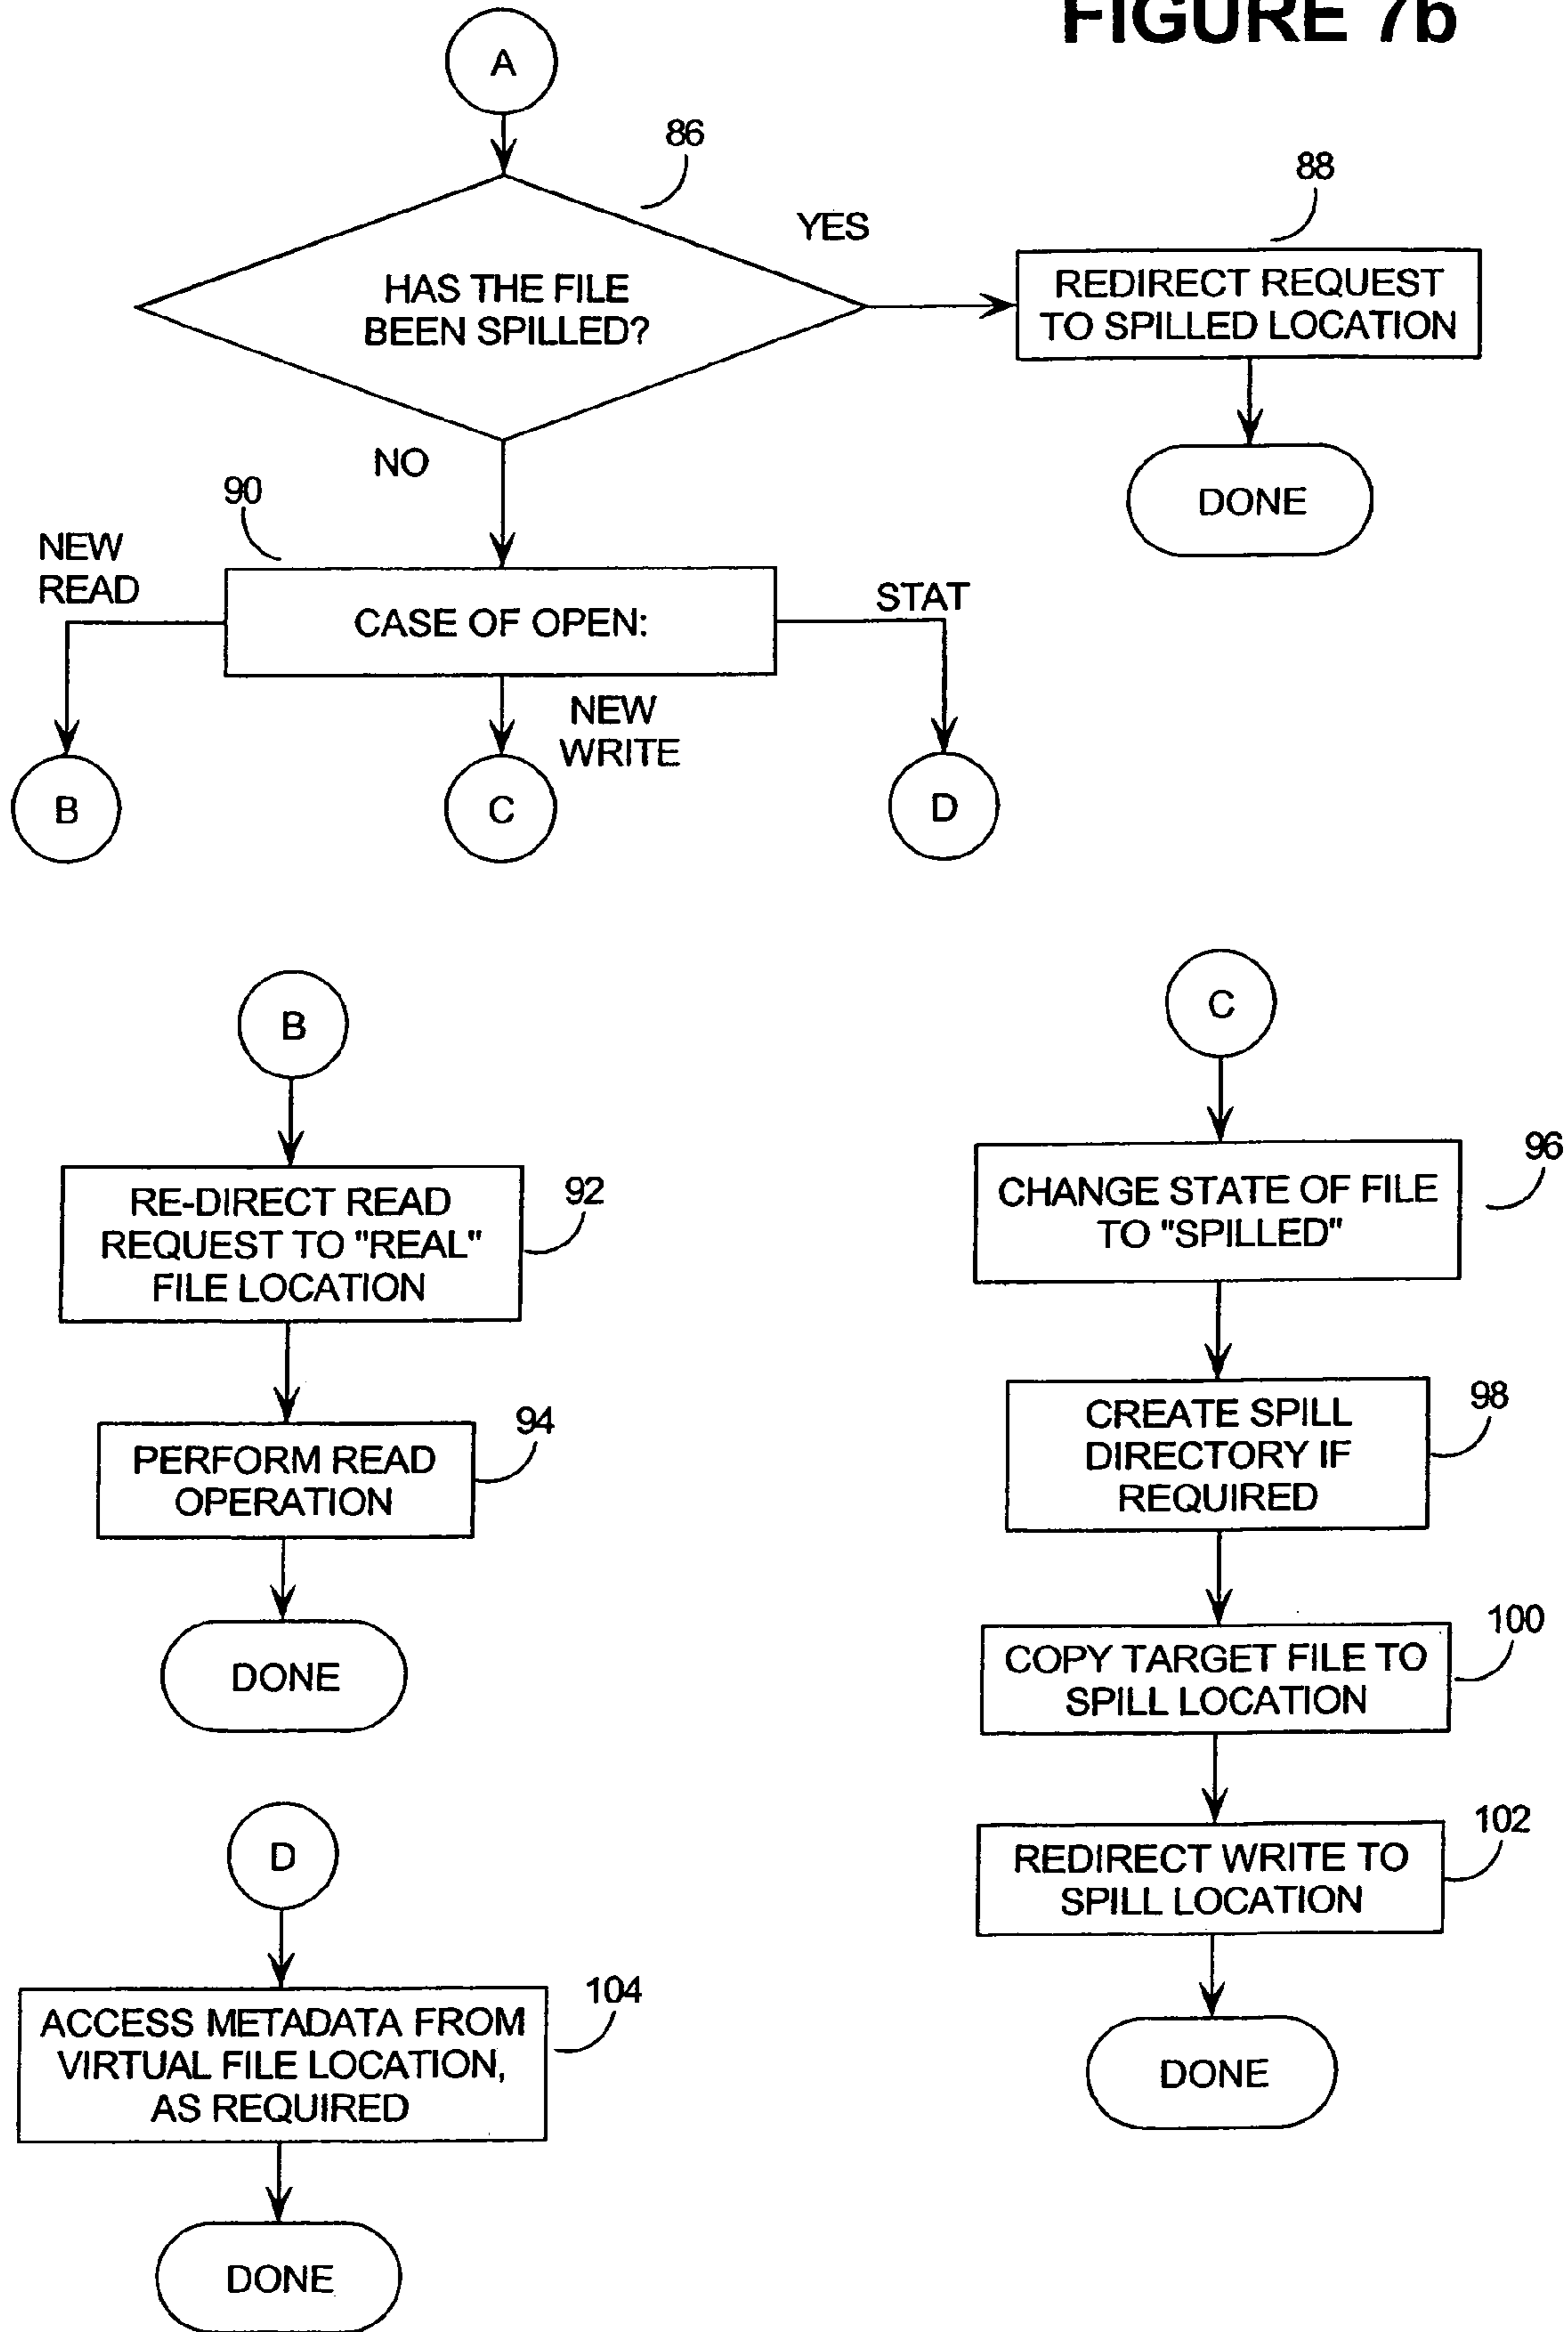 FIGURE 7b
A
86
HAS THE FILE
BEEN SPILLED?
YES
88
REDIRECT REQUEST
TO SPILLED LOCATION
DONE
NO
90
CASE OF OPEN:
NEW
READ
NEW
WRITE
STAT
B
C
D
B
RE-DIRECT READ
REQUEST TO "REAL"
FILE LOCATION
92
PERFORM READ
OPERATION
94
DONE
C
CHANGE STATE OF FILE
TO "SPILLED"
96
CREATE SPILL
DIRECTORY IF
REQUIRED
98
COPY TARGET FILE TO
SPILL LOCATION
100
REDIRECT WRITE TO
SPILL LOCATION
102
DONE
D
ACCESS METADATA FROM
VIRTUAL FILE LOCATION,
AS REQUIRED
104
DONE